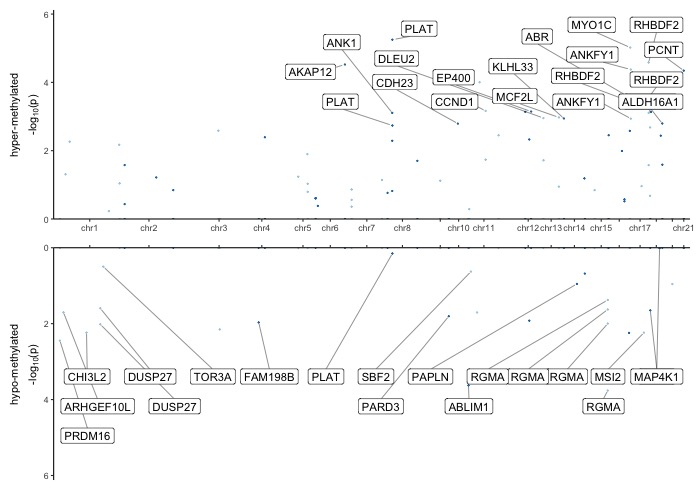 6
4
2
0
hyper-methylated
-log10(p)
PLAT
MYO1C
RHBDF2
ANK1
ABR
PCNT
AKAP12
DLEU2
EP400
KLHL33
ANKFY1
RHBDF2
RHBDF2
CDH23
PLAT
CCND1
MCF2L
ANKFY1
ALDH16A1
chr1 chr2 chr3 chr4 chr5 chr6 chr8 chr10 chr11 chr12 chr13 chr14 chr15 chr17 chr21
0
2
4
6
hypo-methylated
-log10(p)
CHI3L2 DUSP27 TOR3A FAM198B PLAT SBF2 PAPLN RGMA RGMA RGMA MSI2 MAP4K1
ARHGEF10L DUSP27 PARD3 ABLIM1 RGMA
PRDM16